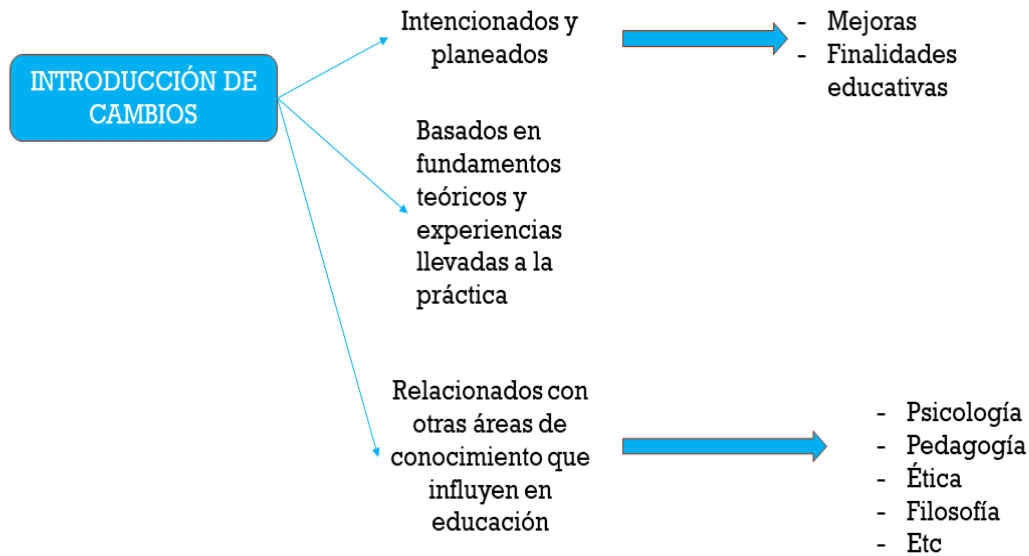 INTRODUCCIÓN DE
CAMBIOS
Intencionados y
planeados
- Mejoras
- Finalidades
educativas
Basados en
fundamentos
teóricos y
experiencias
llevadas a la
práctica
Relacionados con
otras áreas de
conocimiento que
influyen en
educación
- Psicología
- Pedagogía
- Ética
- Filosofía
- Etc